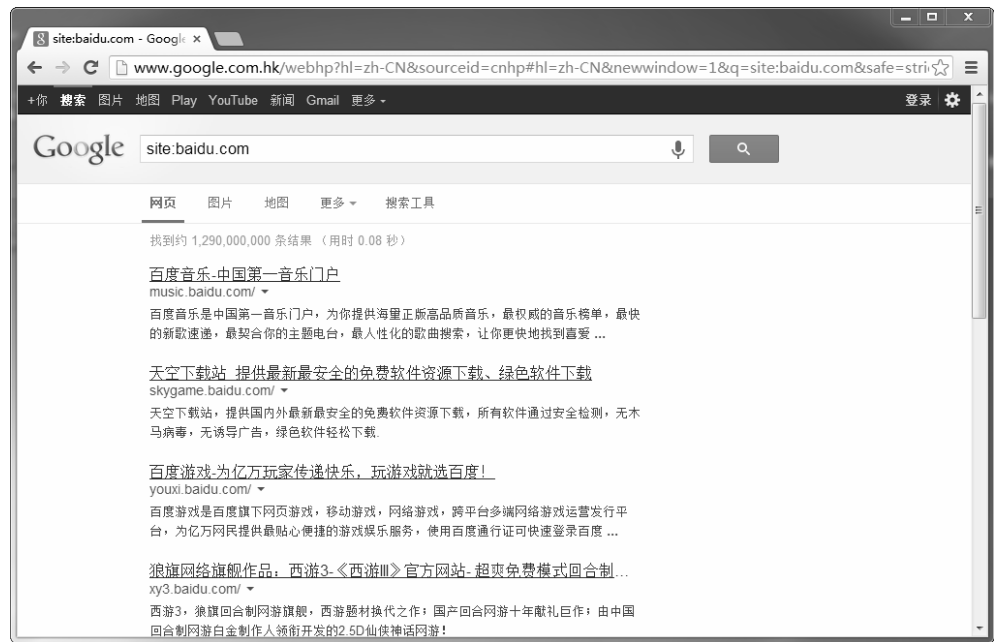 site:baidu.com - Google
www.google.com.hk/webhp?hl=zh-CN&sourceid=cnhp#hl=zh-CN&newwindow=1&q=site:baidu.com&safe=stri
+你 搜索 图片 地图 Play YouTube 新闻 Gmail 更多 登录
Google site:baidu.com
网页 图片 地图 更多 搜索工具
找到约 1,290,000,000 条结果 （用时 0.08 秒）
百度音乐-中国第一音乐门户
music.baidu.com/
百度音乐是中国第一音乐门户，为你提供海量正版高品质音乐，最权威的音乐榜单，最快
的新歌速递，最契合你的主题电台，最人性化的歌曲搜索，让你更快地找到喜爱 ...
天空下载站_提供最新最安全的免费软件资源下载、绿色软件下载
skygame.baidu.com/
天空下载站，提供国内外最新最安全的免费软件资源下载，所有软件通过安全检测，无木
马病毒，无诱导广告，绿色软件轻松下载.
百度游戏-为亿万玩家传递快乐，玩游戏就选百度！
youxi.baidu.com/
百度游戏是百度旗下网页游戏，移动游戏，网络游戏，跨平台多端网络游戏运营发行平
台，为亿万网民提供最贴心便捷的游戏娱乐服务，使用百度通行证可快速登录百度 ...
狼旗网络旗舰作品：西游3-《西游Ⅲ》官方网站- 超爽免费模式回合制...
xy3.baidu.com/
西游3，狼旗回合制网游旗舰，西游题材换代之作；国产回合网游十年献礼巨作；由中国
回合制网游白金制作人领衔开发的2.5D仙侠神话网游！